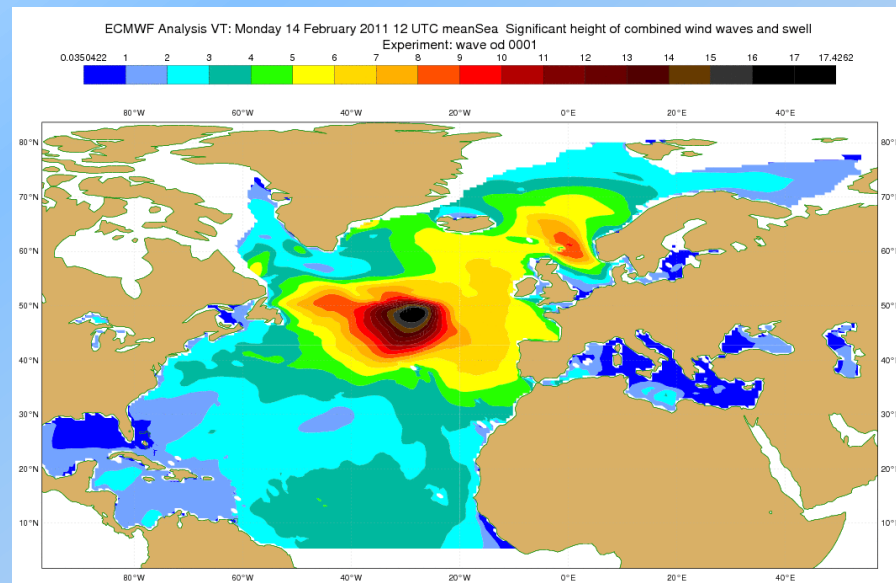 ECMWF Analysis VT: Monday 14 February 2011 12 UTC meanSea Significant height of combined wind waves and swell
Experiment: wave od 0001
0.0350422 1 2 3 4 5 6 7 8 9 10 11 12 13 14 15 16 17 17.4262
80°W 60°W 40°W 20°W 0°E 20°E 40°E
80°N 80°
70°N 70°
60°N 60°
50°N 50°
40°N 40°
30°N 30°
20°N 20°
10°N 10°
80°W 60°W 40°W 20°W 0°E 20°E 40°E